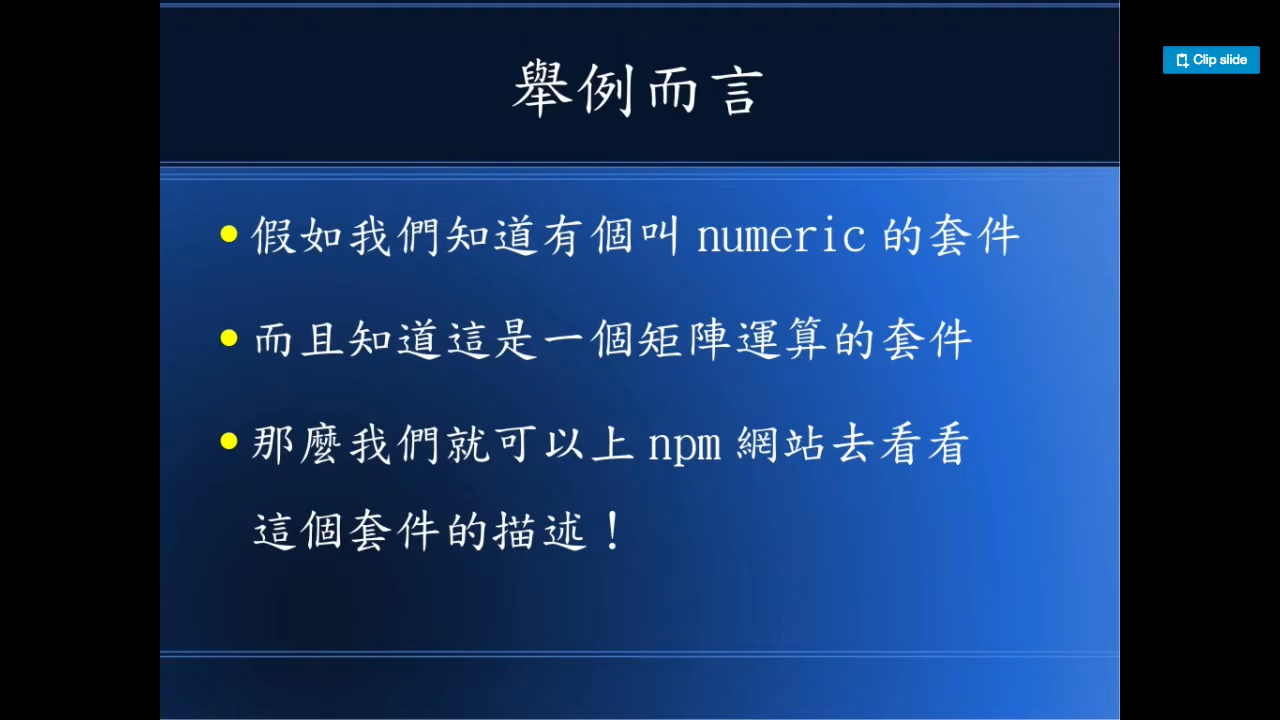 舉例而言
Clip slide
假如我們知道有個叫 numeric 的套件
而且知道這是一個矩陣運算的套件
那麼我們就可以上 npm 網站去看看
這個套件的描述！